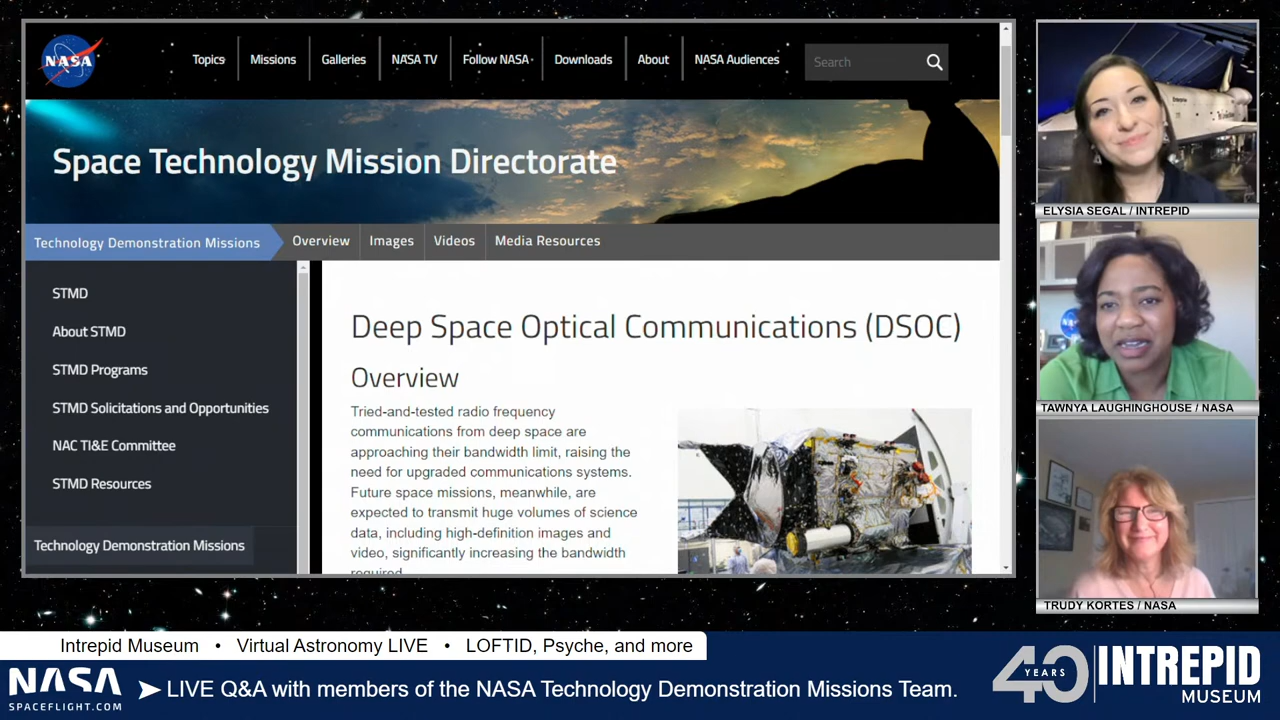 NASA
Topics
Missions
Galleries
NASA TV
Follow NASA
Downloads
About
NASA Audiences
Search
Space Technology Mission Directorate
Technology Demonstration Missions
Overview
Images
Videos
Media Resources
STMD
About STMD
STMD Programs
STMD Solicitations and Opportunities
NAC TI&E Committee
STMD Resources
Technology Demonstration Missions
Deep Space Optical Communications (DSOC)
Overview
Tried-and-tested radio frequency
communications from deep space are
approaching their bandwidth limit, raising the
need for upgraded communications systems.
Future space missions, meanwhile, are
expected to transmit huge volumes of science
data, including high-definition images and
video, significantly increasing the bandwidth
required.
ELYSIA SEGAL / INTREPID
TAWNYA LAUGHINGHOUSE / NASA
TRUDY KORTES / NASA
Intrepid Museum • Virtual Astronomy LIVE • LOFTID, Psyche, and more
NASA
SPACEFLIGHT.COM
LIVE Q&A with members of the NASA Technology Demonstration Missions Team.
40
YEARS
INTREPID
MUSEUM